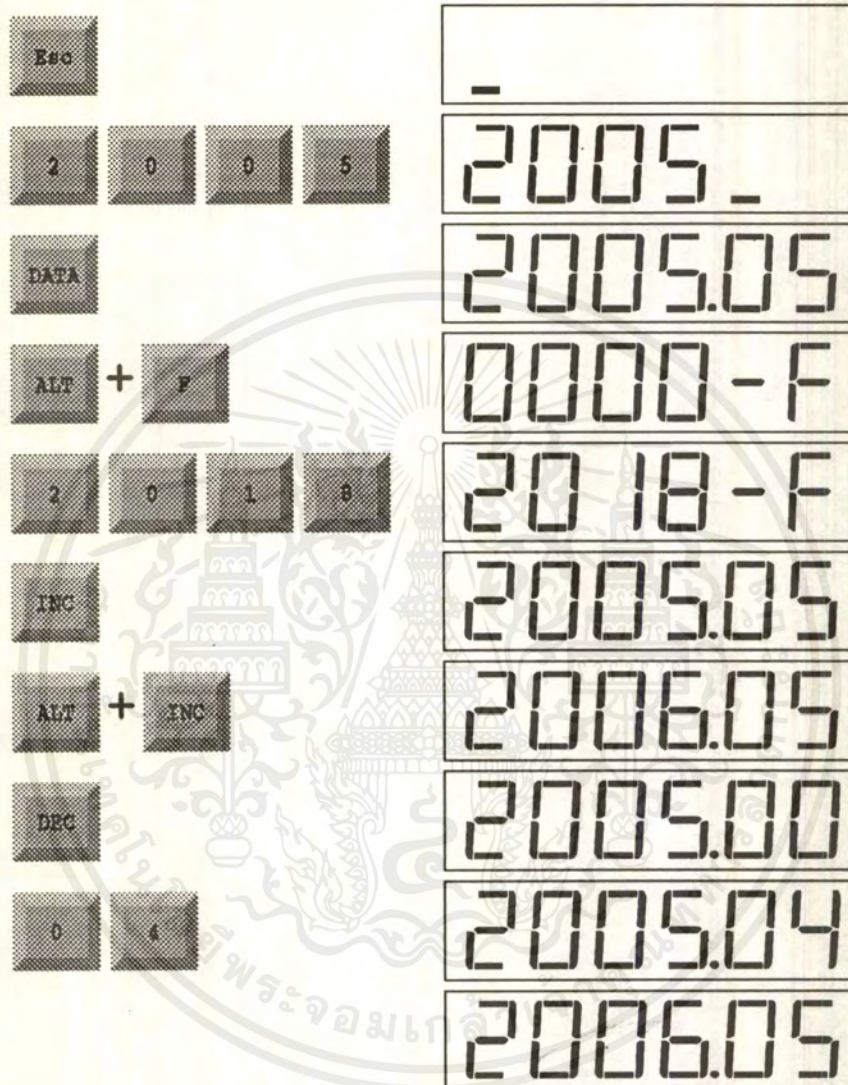 Esc _
2 0 0 5 2005_
DATA 2005.05
ALT + F 0000-F
2 0 1 8 2018-F
INC 2005.05
ALT + INC 2006.05
DEC 2005.00
0 4 2005.04
2006.05